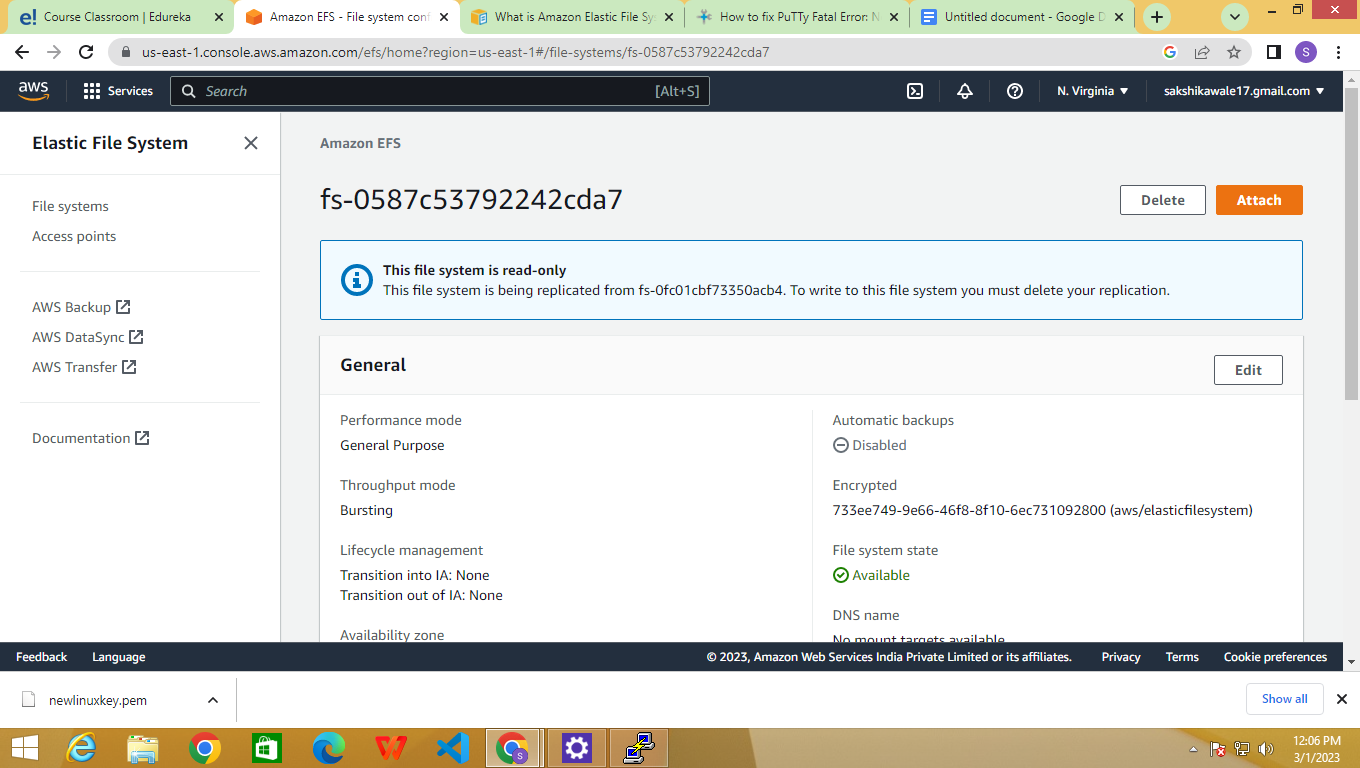 e! Course Classroom | Edureka
Amazon EFS - File system conf
What is Amazon Elastic File Sy
How to fix PuTTy Fatal Error: N
Untitled document - Google D
us-east-1.console.aws.amazon.com/efs/home?region=us-east-1#/file-systems/fs-0587c53792242cda7
S
aws
Services
Search
[Alt+S]
N. Virginia
sakshikawale17.gmail.com
Elastic File System
File systems
Access points
AWS Backup
AWS DataSync
AWS Transfer
Documentation
Amazon EFS
fs-0587c53792242cda7
Delete
Attach
This file system is read-only
This file system is being replicated from fs-0fc01cbf73350acb4. To write to this file system you must delete your replication.
General
Edit
Performance mode
General Purpose
Throughput mode
Bursting
Lifecycle management
Transition into IA: None
Transition out of IA: None
Availability zone
Automatic backups
Disabled
Encrypted
733ee749-9e66-46f8-8f10-6ec731092800 (aws/elasticfilesystem)
File system state
Available
DNS name
No mount targets available
Feedback
Language
© 2023, Amazon Web Services India Private Limited or its affiliates.
Privacy
Terms
Cookie preferences
newlinuxkey.pem
Show all
12:06 PM
3/1/2023